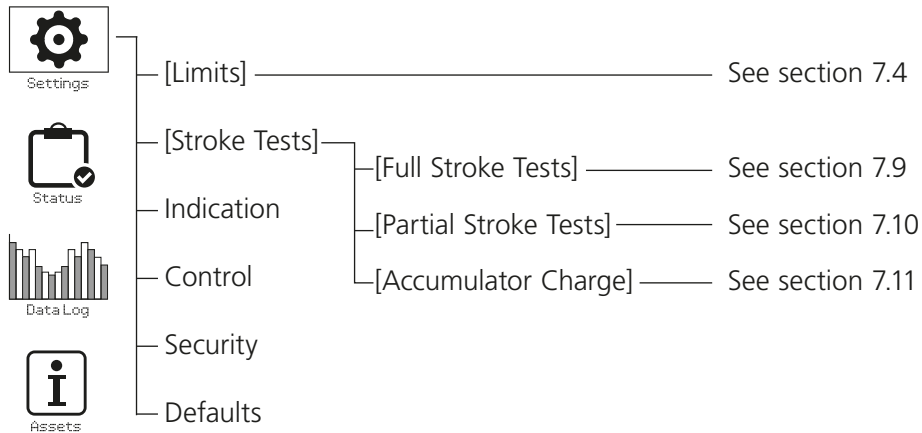 Settings
[Limits] See section 7.4
[Stroke Tests]
[Full Stroke Tests] See section 7.9
Status
Indication
[Partial Stroke Tests] See section 7.10
Control
[Accumulator Charge] See section 7.11
Data Log
Security
Defaults
Assets